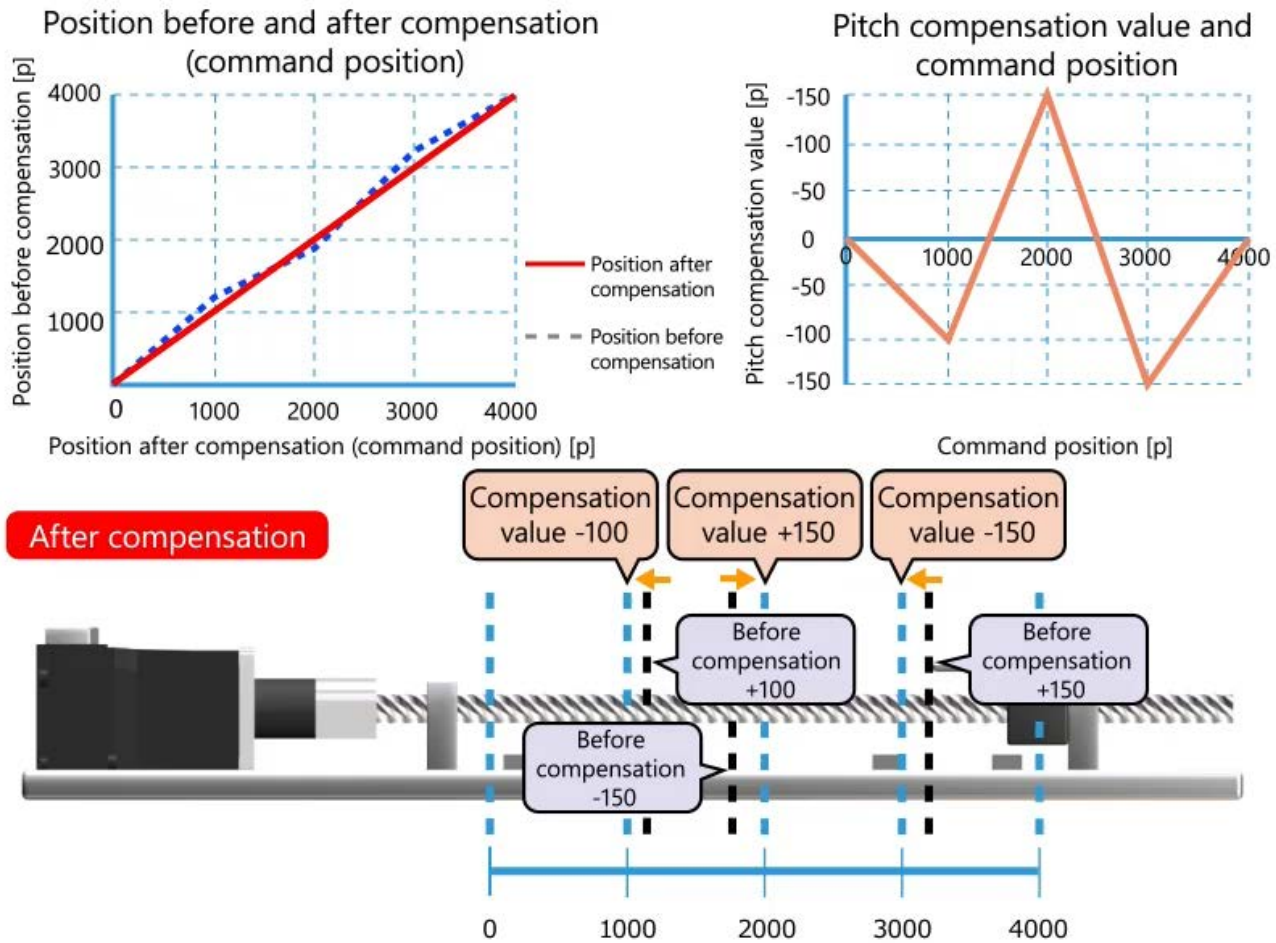 Position before and after compensation
(command position)
Position before compensation [p]
4000
3000
2000
1000
0
1000
2000
3000
4000
Position after compensation (command position) [p]
Position after
compensation
Position before
compensation
Pitch compensation value and
command position
Pitch compensation value [p]
-150
-100
-50
0
-50
-100
-150
0
1000
2000
3000
4000
Command position [p]
After compensation
Compensation
value -100
Compensation
value +150
Compensation
value -150
Before
compensation
+100
Before
compensation
+150
Before
compensation
-150
0
1000
2000
3000
4000